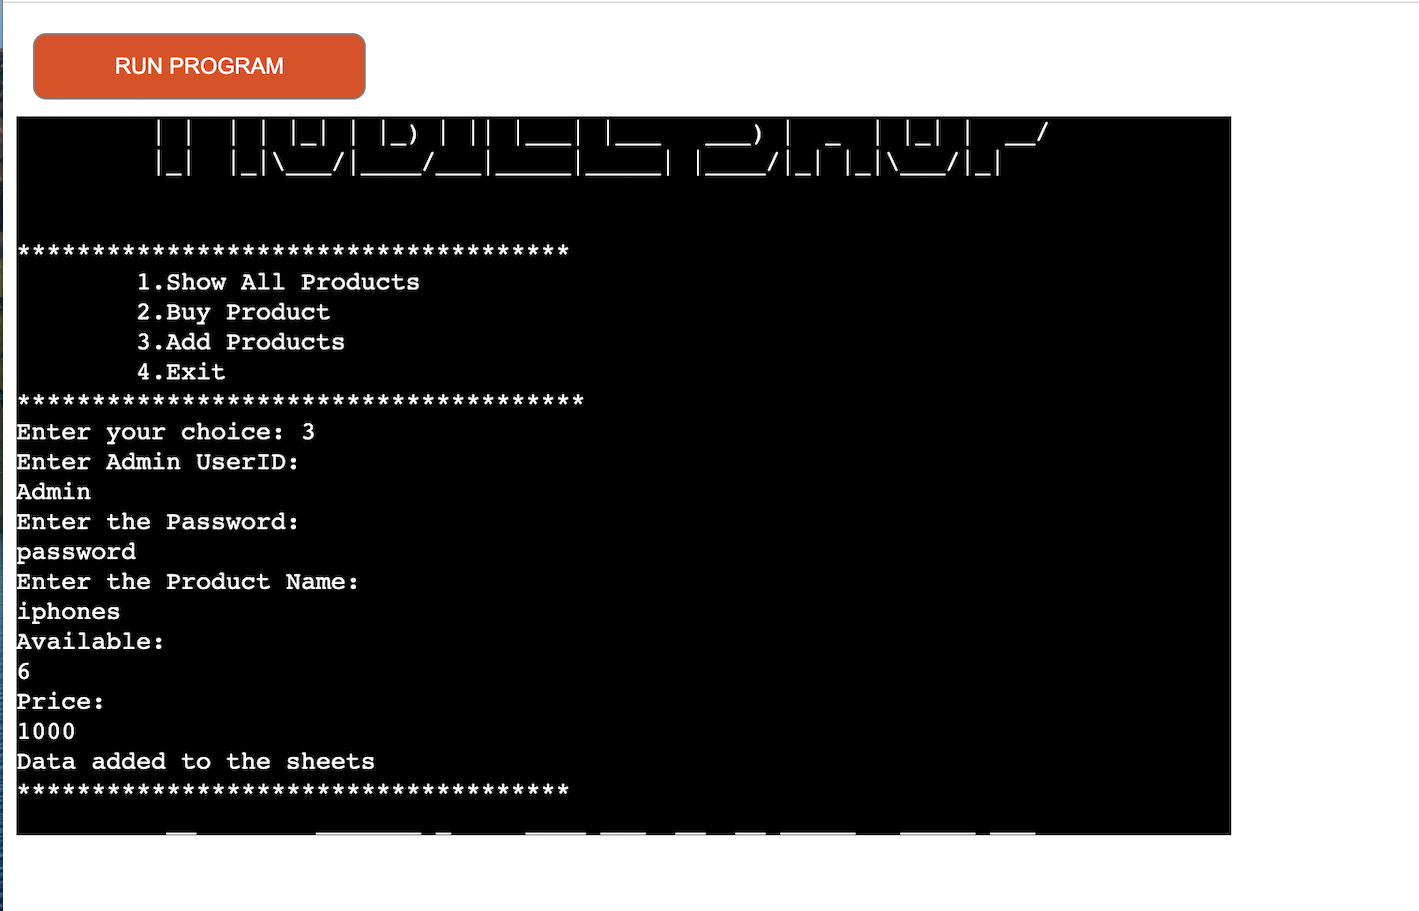 RUN PROGRAM
***************************************
1.Show All Products
2.Buy Product
3.Add Products
4.Exit
****************************************
Enter your choice: 3
Enter Admin UserID:
Admin
Enter the Password:
password
Enter the Product Name:
iphones
Available:
6
Price:
1000
Data added to the sheets
***************************************